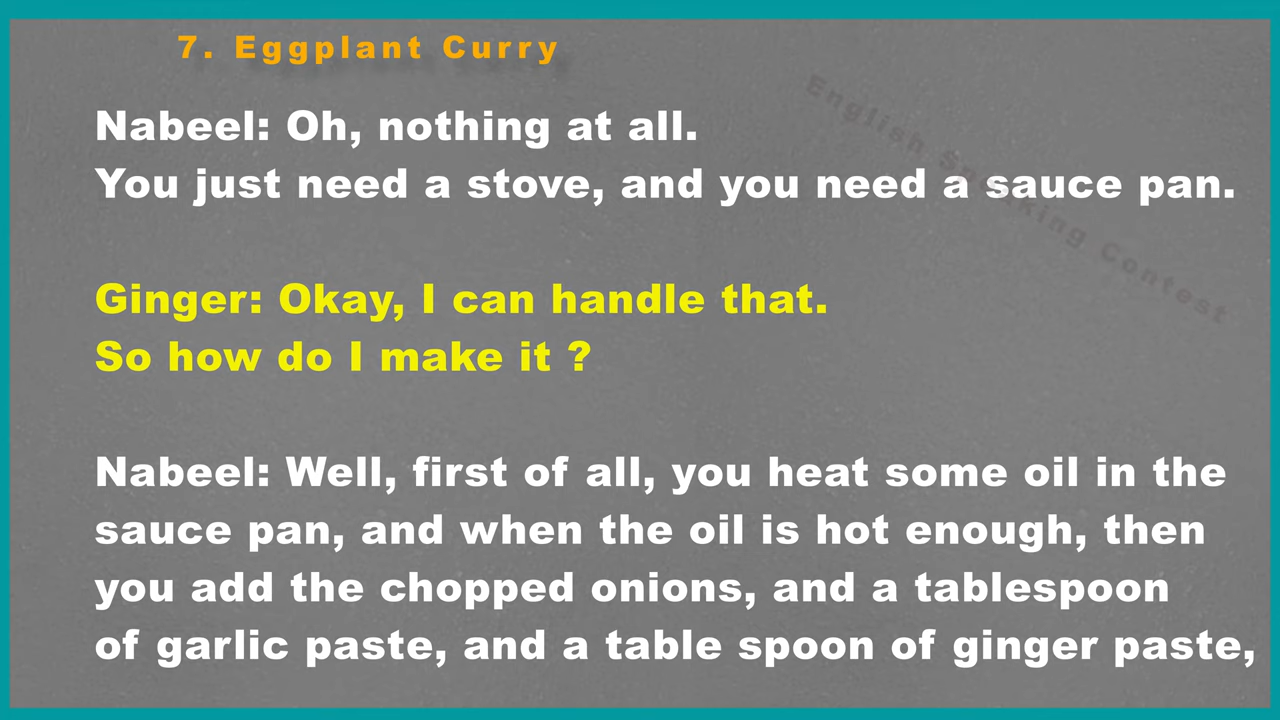 7. Eggplant Curry
English Speaking Contest
Nabeel: Oh, nothing at all.
You just need a stove, and you need a sauce pan.
Ginger: Okay, I can handle that.
So how do I make it ?
Nabeel: Well, first of all, you heat some oil in the
sauce pan, and when the oil is hot enough, then
you add the chopped onions, and a tablespoon
of garlic paste, and a table spoon of ginger paste,